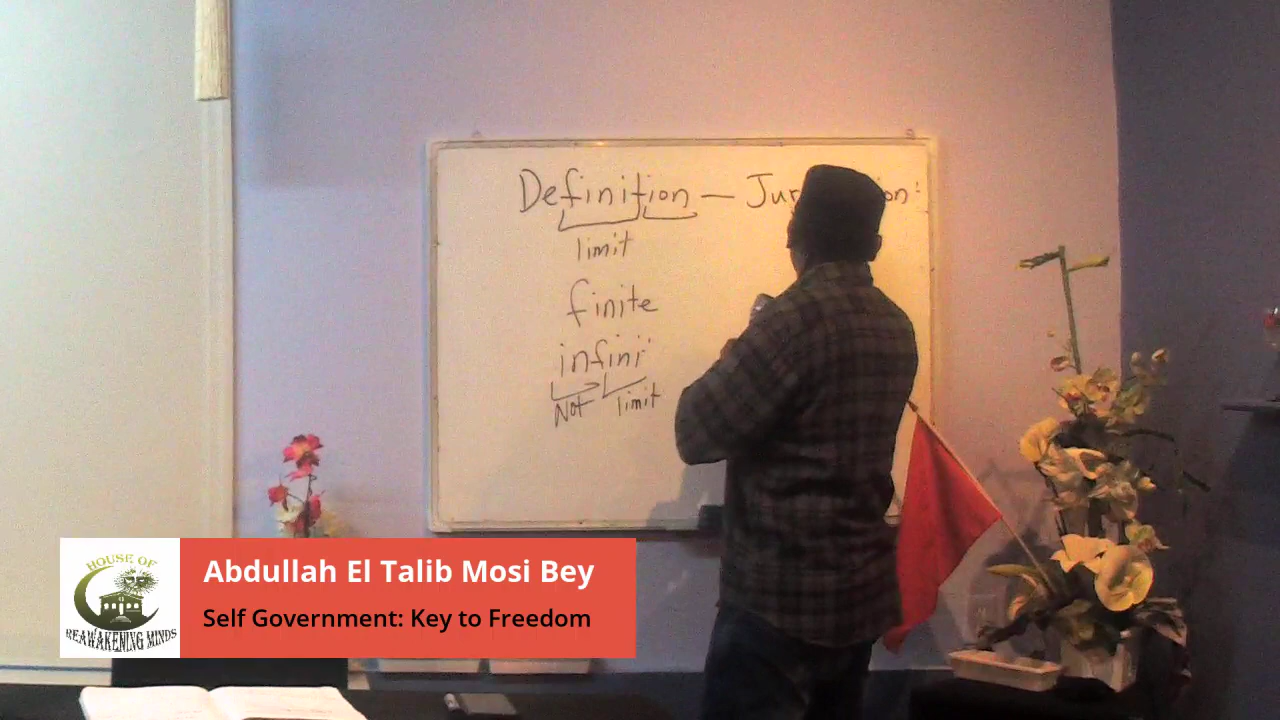 Definition — Jur on:
limit
finite
infini
Not limit
HOUSE OF
REAWAKENING MINDS
Abdullah El Talib Mosi Bey
Self Government: Key to Freedom